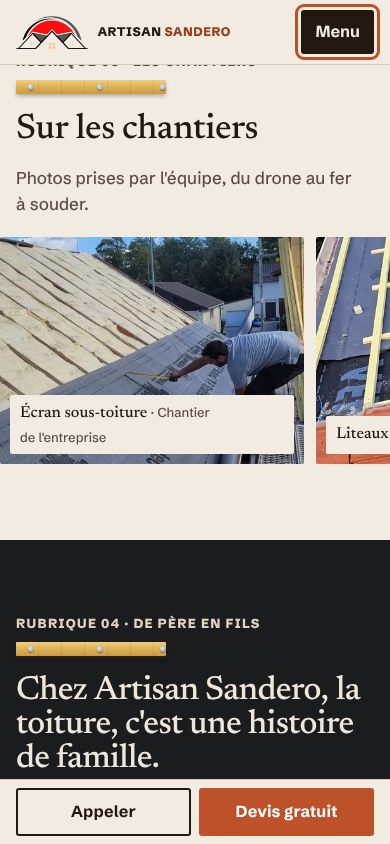 ARTISAN SANDERO
Menu
Sur les chantiers
Photos prises par l'équipe, du drone au fer
à souder.
Écran sous-toiture · Chantier
de l'entreprise
Liteaux
RUBRIQUE 04 · DE PÈRE EN FILS
Chez Artisan Sandero, la
toiture, c'est une histoire
de famille.
Appeler
Devis gratuit